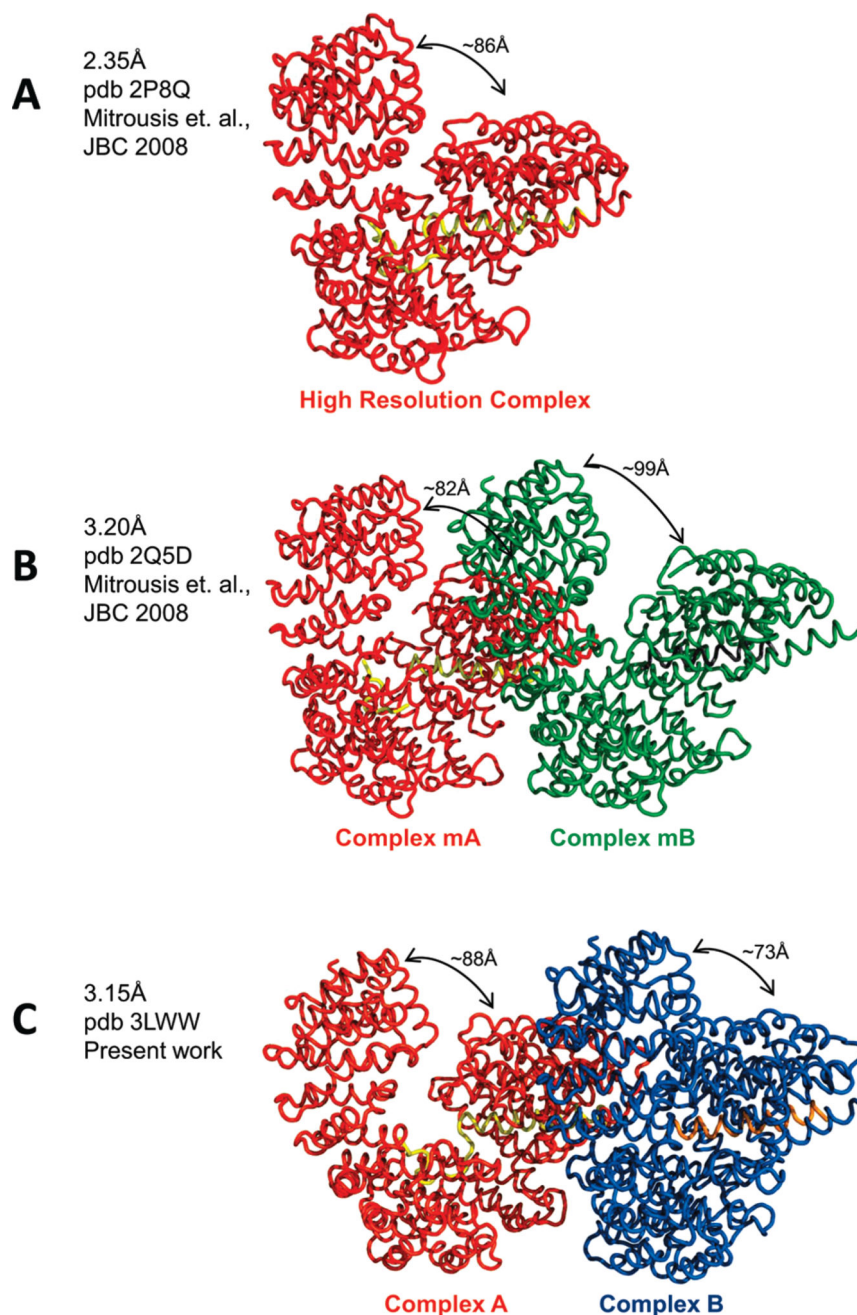 A
2.35Å
pdb 2P8Q
Mitrousis et. al.,
JBC 2008
~86Å
High Resolution Complex
B
3.20Å
pdb 2Q5D
Mitrousis et. al.,
JBC 2008
~82Å
~99Å
Complex mA
Complex mB
C
3.15Å
pdb 3LWW
Present work
~88Å
~73Å
Complex A
Complex B